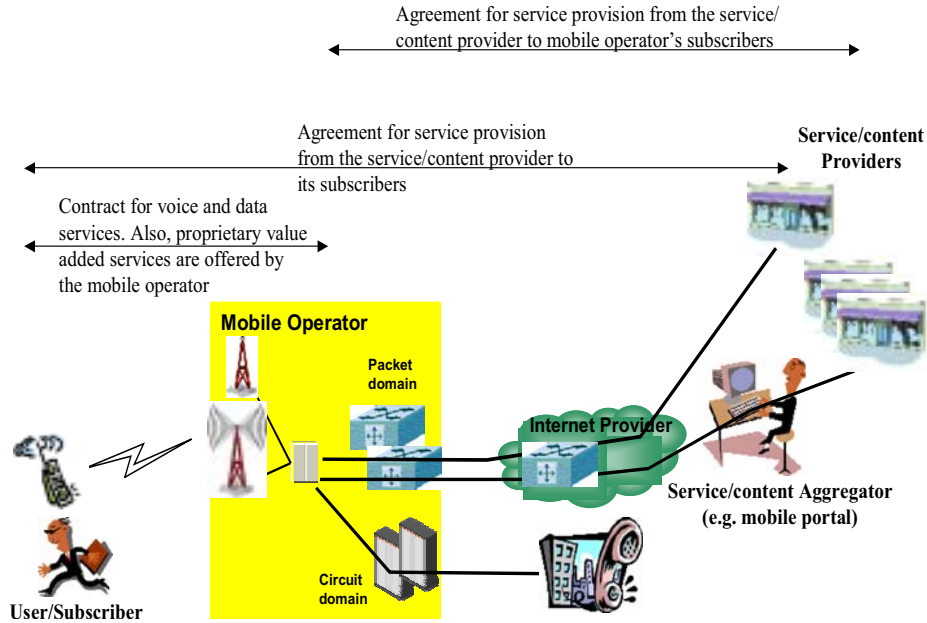 Agreement for service provision from the service/
content provider to mobile operator's subscribers
Agreement for service provision
from the service/content provider to
its subscribers
Service/content
Providers
Contract for voice and data
services. Also, proprietary value
added services are offered by
the mobile operator
Mobile Operator
Packet
domain
Internet Provider
Service/content Aggregator
(e.g. mobile portal)
Circuit
domain
User/Subscriber